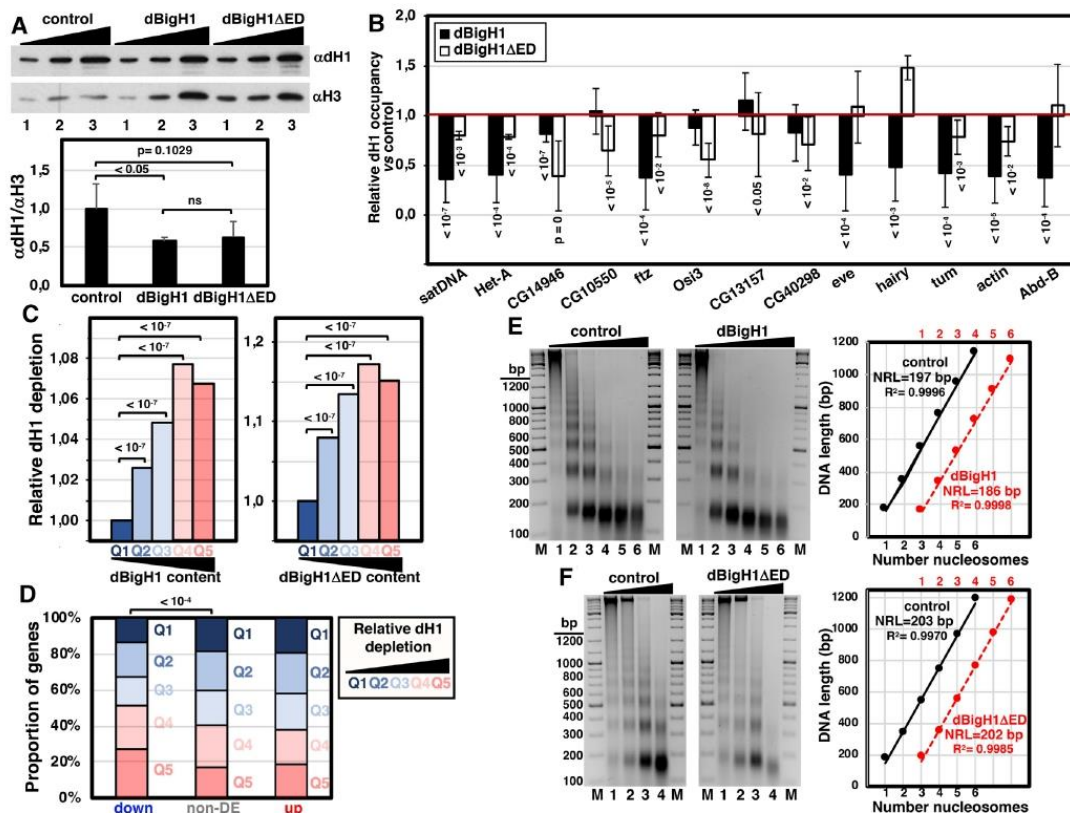 A
control dBigH1 dBigH1ΔED
αdH1
αH3
1 2 3 1 2 3 1 2 3
p= 0.1029
< 0.05
ns
αdH1/αH3
1,5
1,0
0,5
0,0
control dBigH1 dBigH1ΔED
B
Relative dH1 occupancy
vs control
2,0
1,5
1,0
0,5
0,0
dBigH1
dBigH1ΔED
< 10-7 < 10-3 < 10-4 < 10-4 < 10-7 p = 0 < 10-5 < 10-4 < 10-2 < 10-8 < 0.05 < 10-2 < 10-4 < 10-3 < 10-4 < 10-3 < 10-5 < 10-2 < 10-4
satDNA Het-A CG14946 CG10550 ftz Osi3 CG13157 CG40298 eve hairy tum actin Abd-B
C
Relative dH1 depletion
1,08
1,06
1,04
1,02
1,00
< 10-7
< 10-7
< 10-7
< 10-7
Q1 Q2 Q3 Q4 Q5
dBigH1 content
1,2
1,1
1,0
< 10-7
< 10-7
< 10-7
< 10-7
Q1 Q2 Q3 Q4 Q5
dBigH1ΔED content
D
Proportion of genes
100%
80%
60%
40%
20%
0%
< 10-4
Q1 Q1 Q1
Q2 Q2 Q2
Q3 Q3 Q3
Q4 Q4 Q4
Q5 Q5 Q5
down non-DE up
Relative dH1
depletion
Q1 Q2 Q3 Q4 Q5
E
control dBigH1
bp
1200
1000
800
600
500
400
300
200
100
M 1 2 3 4 5 6 M 1 2 3 4 5 6 M
1 2 3 4 5 6
DNA length (bp)
1200
1000
800
600
400
200
0
control
NRL=197 bp
R2= 0.9996
dBigH1
NRL=186 bp
R2= 0.9998
1 2 3 4 5 6
Number nucleosomes
F
control dBigH1ΔED
bp
1200
1000
800
600
500
400
300
200
100
M 1 2 3 4 M 1 2 3 4 M
1 2 3 4 5 6
DNA length (bp)
1200
1000
800
600
400
200
0
control
NRL=203 bp
R2= 0.9970
dBigH1ΔED
NRL=202 bp
R2= 0.9985
1 2 3 4 5 6
Number nucleosomes